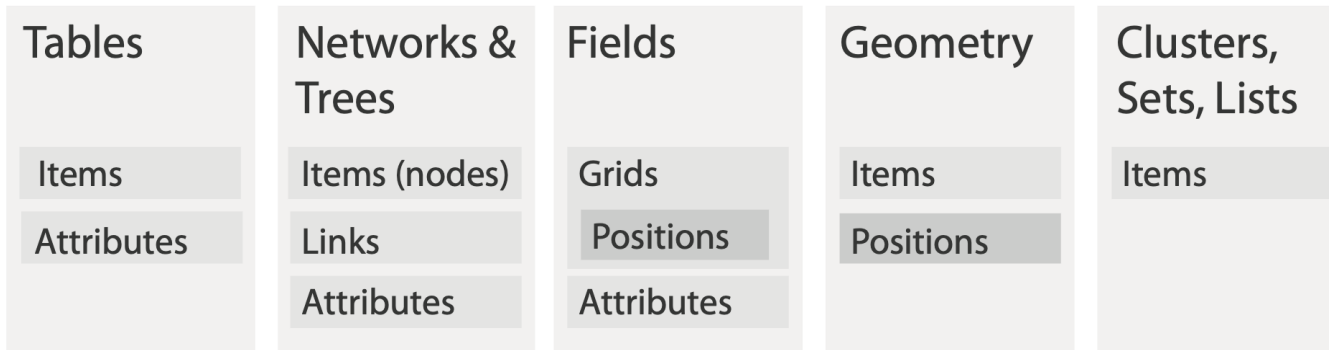 Tables
Items
Attributes
Networks &
Trees
Items (nodes)
Links
Attributes
Fields
Grids
Positions
Attributes
Geometry
Items
Positions
Clusters,
Sets, Lists
Items